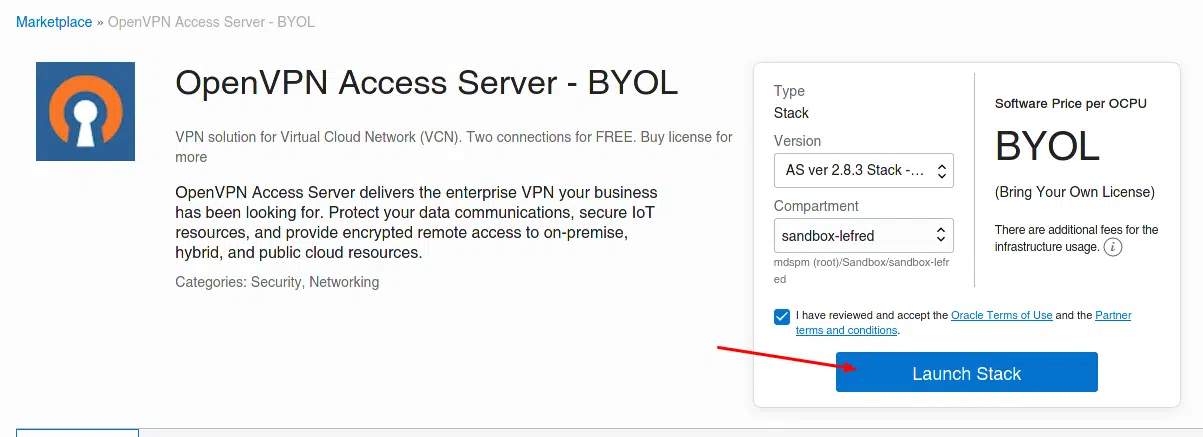 Marketplace » OpenVPN Access Server - BYOL
OpenVPN Access Server - BYOL
VPN solution for Virtual Cloud Network (VCN). Two connections for FREE. Buy license for
more
OpenVPN Access Server delivers the enterprise VPN your business
has been looking for. Protect your data communications, secure IoT
resources, and provide encrypted remote access to on-premise,
hybrid, and public cloud resources.
Categories: Security, Networking
Type
Stack
Version
AS ver 2.8.3 Stack -...
Compartment
sandbox-lefred
mdspm (root)/Sandbox/sandbox-lefr
ed
Software Price per OCPU
BYOL
(Bring Your Own License)
There are additional fees for the
infrastructure usage. i
I have reviewed and accept the Oracle Terms of Use and the Partner
terms and conditions.
Launch Stack